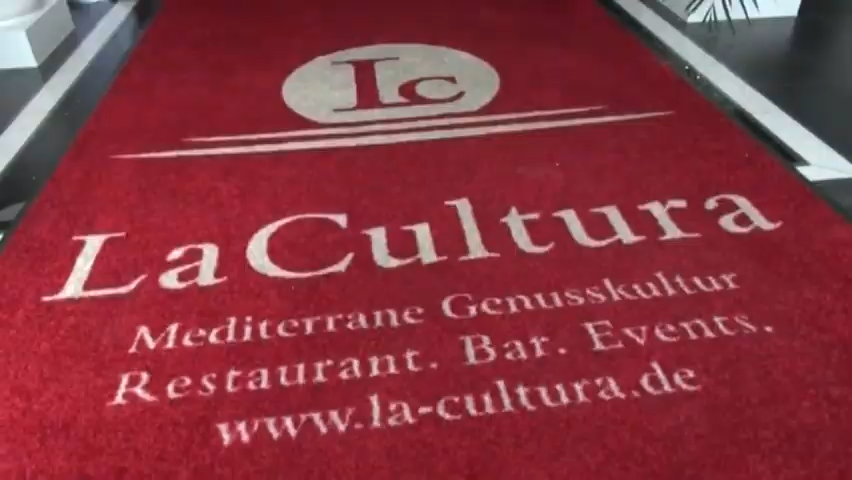 Lc
LaCultura
Mediterrane Genusskultur
Restaurant. Bar. Events.
www.la-cultura.de